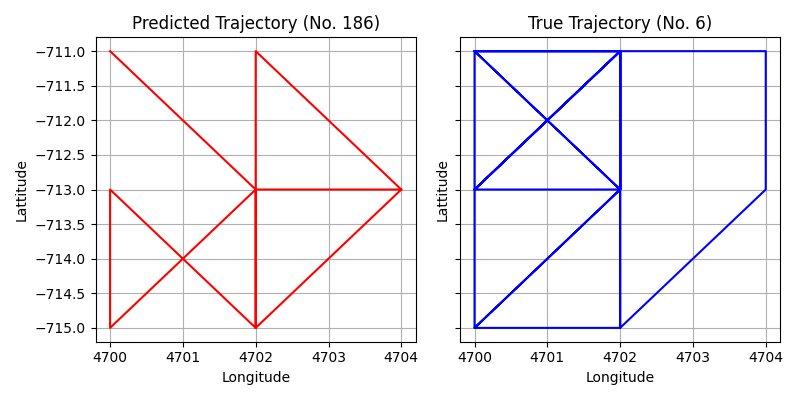 Predicted Trajectory (No. 186)
True Trajectory (No. 6)
−711.0
−711.5
−712.0
−712.5
−713.0
−713.5
−714.0
−714.5
−715.0
Lattitude
Lattitude
4700 4701 4702 4703 4704
4700 4701 4702 4703 4704
Longitude
Longitude